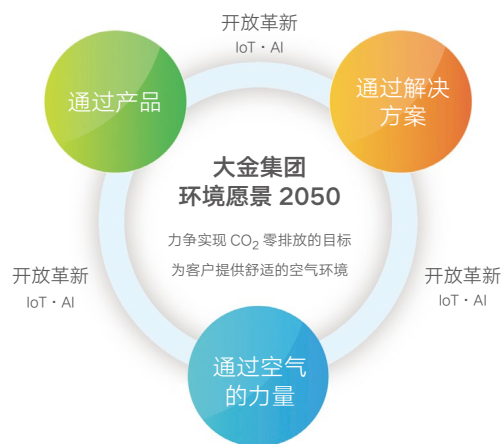 开放革新
IoT・AI
通过产品
通过解决
方案
大金集团
环境愿景 2050
力争实现 CO₂ 零排放的目标
为客户提供舒适的空气环境
开放革新
IoT・AI
开放革新
IoT・AI
通过空气
的力量